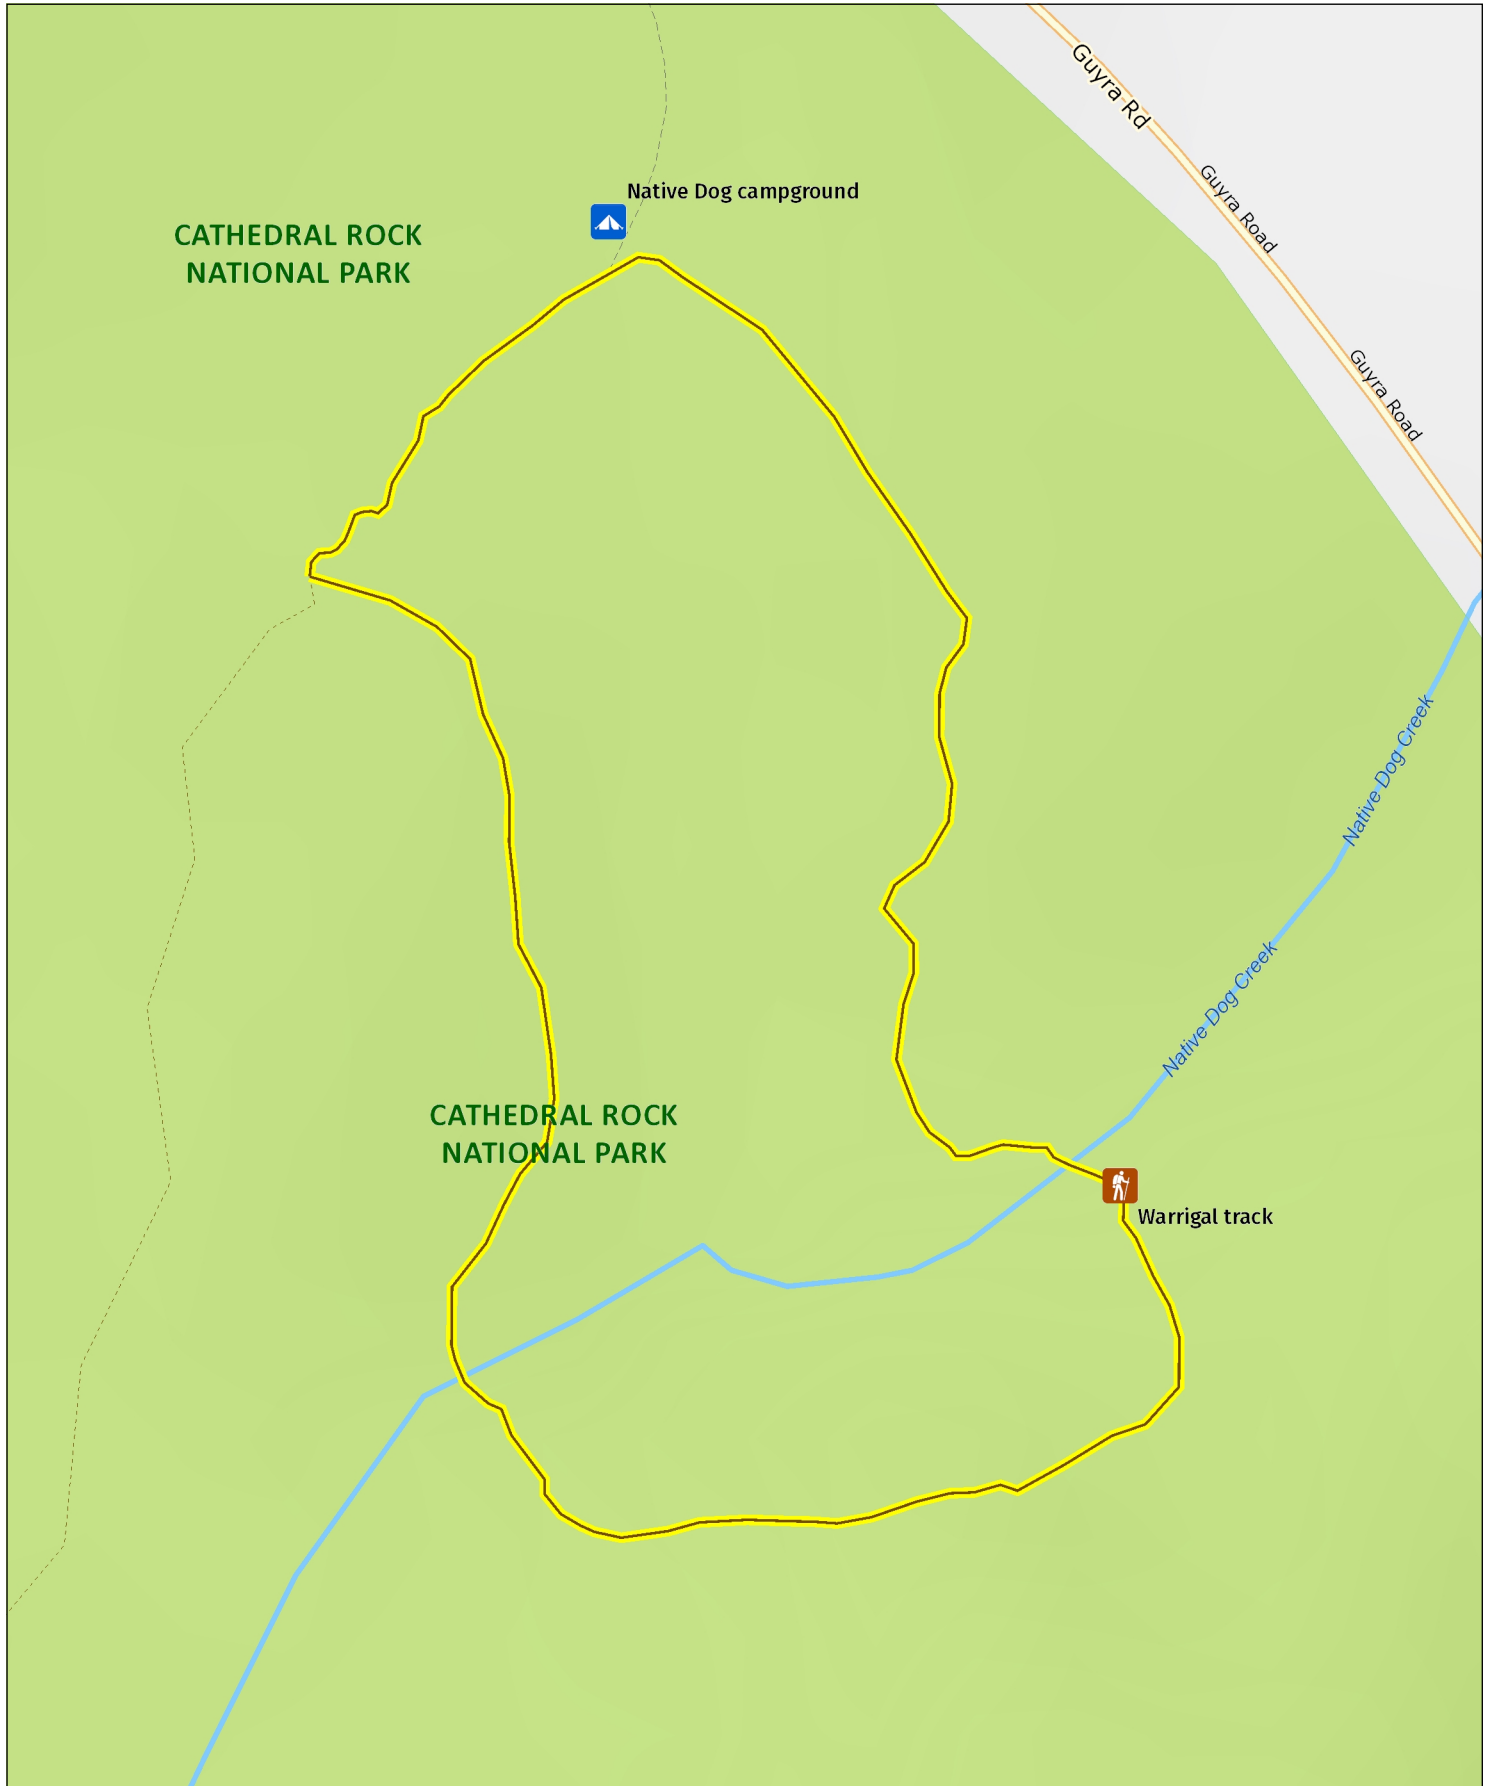 Guyra Rd
Guyra Road
Native Dog campground
CATHEDRAL ROCK
NATIONAL PARK
Guyra Road
Native Dog Creek
Native Dog Creek
CATHEDRAL ROCK
NATIONAL PARK
Warrigal track